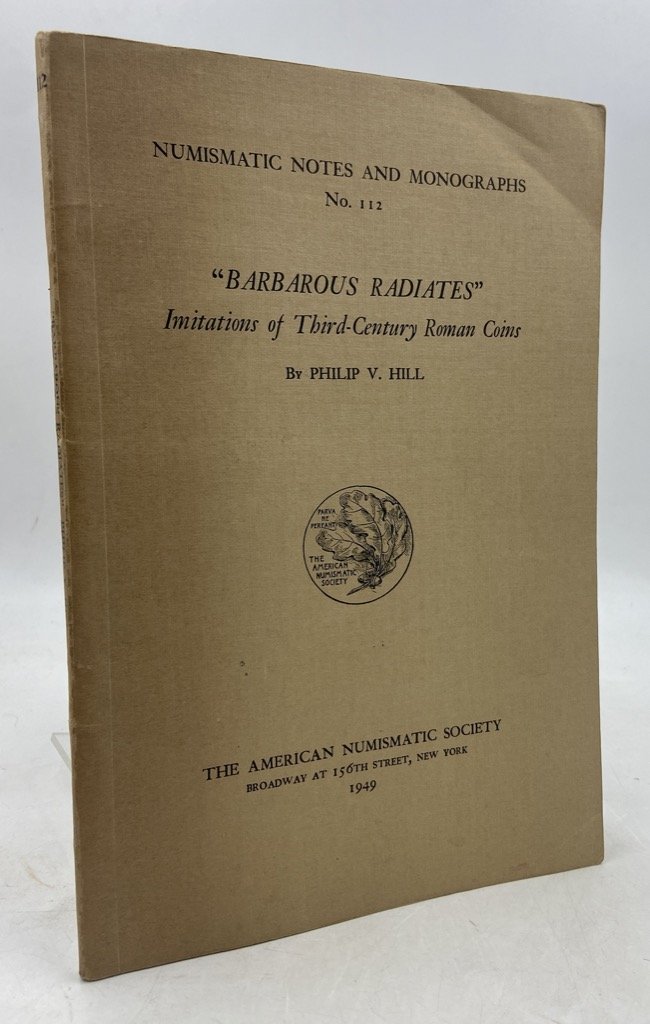 NUMISMATIC NOTES AND MONOGRAPHS
No. 112
"BARBAROUS RADIATES"
Imitations of Third-Century Roman Coins
By PHILIP V. HILL
PARVA
NE
PEREANT
THE
AMERICAN
NUMISMATIC
SOCIETY
THE AMERICAN NUMISMATIC SOCIETY
BROADWAY AT 156TH STREET, NEW YORK
1949